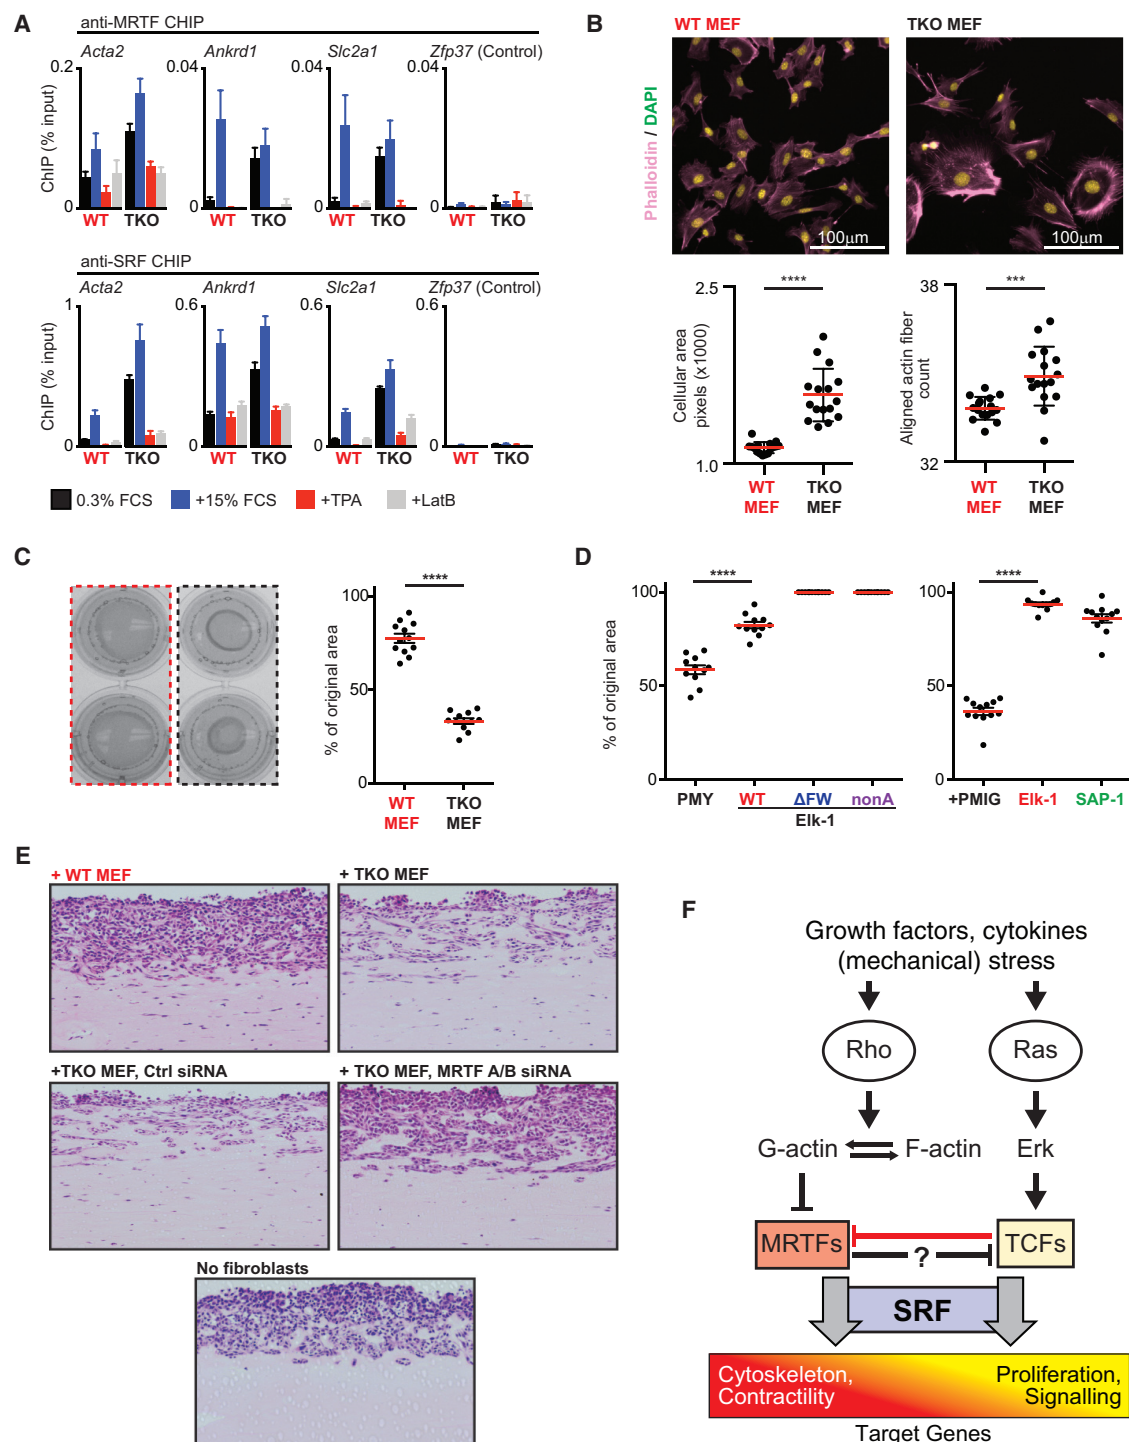 A
anti-MRTF CHIP
Acta2
Ankrd1
Slc2a1
Zfp37 (Control)
ChIP (% input)
0.2
0
0.04
0
0.04
0
0.04
0
WT TKO
WT TKO
WT TKO
WT TKO
anti-SRF CHIP
Acta2
Ankrd1
Slc2a1
Zfp37 (Control)
ChIP (% input)
1
0
0.6
0
0.6
0
0.6
0
WT TKO
WT TKO
WT TKO
WT TKO
0.3% FCS
+15% FCS
+TPA
+LatB
B
WT MEF
TKO MEF
Phalloidin / DAPI
100µm
100µm
Cellular area
pixels (x1000)
2.5
1.0
****
WT
MEF
TKO
MEF
Aligned actin fiber
count
38
32
***
WT
MEF
TKO
MEF
C
% of original area
100
50
0
****
WT
MEF
TKO
MEF
D
% of original area
100
50
0
****
PMY
WT
ΔFW
nonA
Elk-1
100
50
0
****
+PMIG
Elk-1
SAP-1
E
+ WT MEF
+ TKO MEF
+TKO MEF, Ctrl siRNA
+ TKO MEF, MRTF A/B siRNA
No fibroblasts
F
Growth factors, cytokines
(mechanical) stress
Rho
Ras
G-actin
F-actin
Erk
MRTFs
?
TCFs
SRF
Cytoskeleton,
Contractility
Proliferation,
Signalling
Target Genes